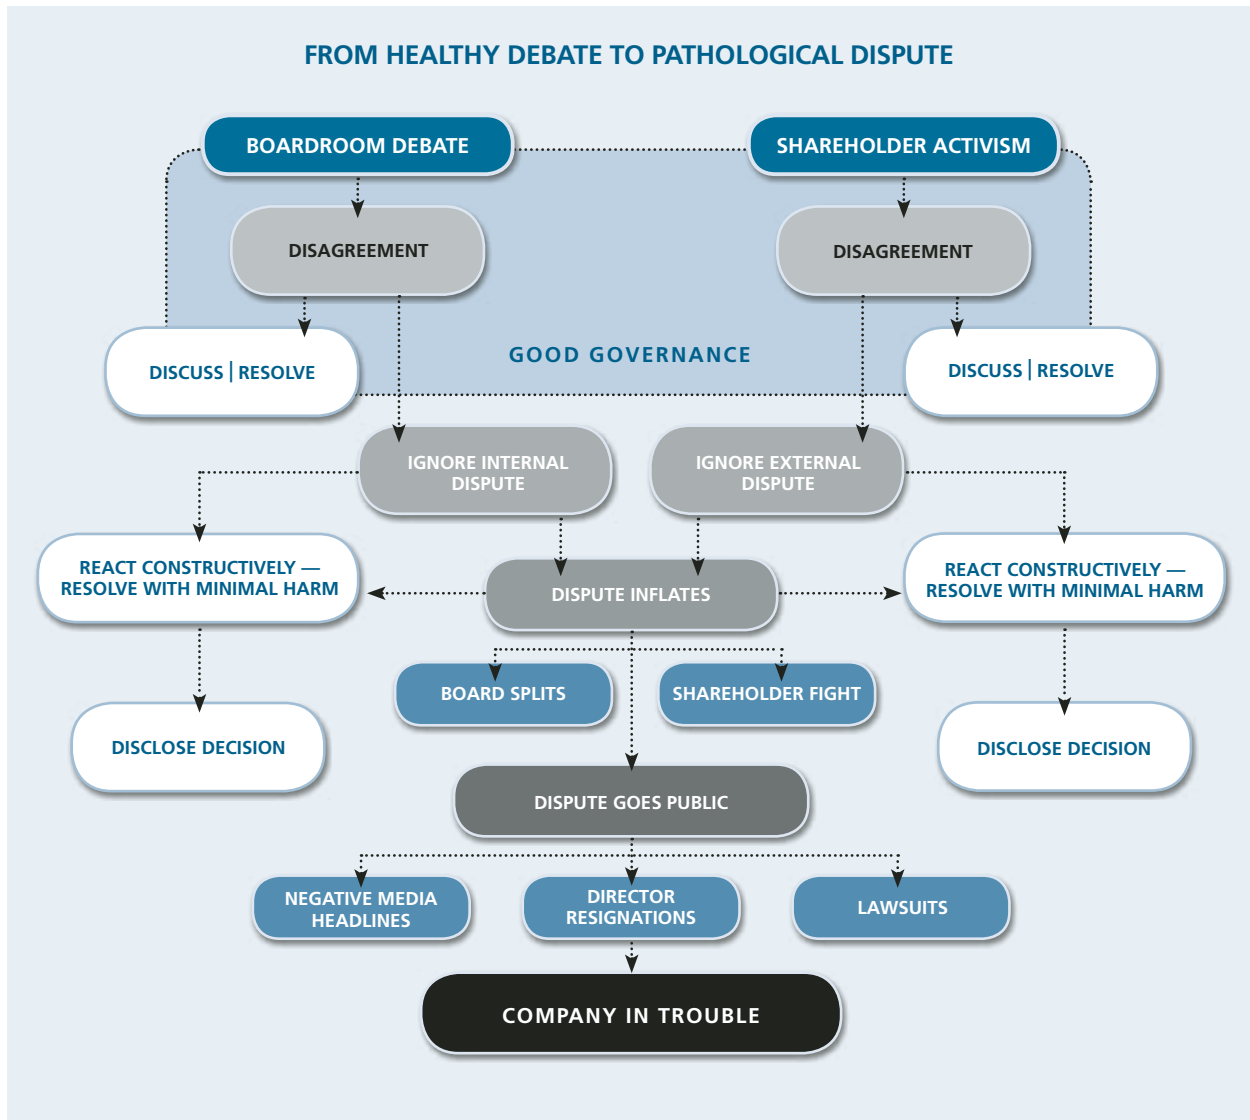 FROM HEALTHY DEBATE TO PATHOLOGICAL DISPUTE
BOARDROOM DEBATE
SHAREHOLDER ACTIVISM
DISAGREEMENT
DISAGREEMENT
GOOD GOVERNANCE
DISCUSS | RESOLVE
DISCUSS | RESOLVE
IGNORE INTERNAL
DISPUTE
IGNORE EXTERNAL
DISPUTE
REACT CONSTRUCTIVELY —
RESOLVE WITH MINIMAL HARM
DISPUTE INFLATES
REACT CONSTRUCTIVELY —
RESOLVE WITH MINIMAL HARM
BOARD SPLITS
SHAREHOLDER FIGHT
DISCLOSE DECISION
DISCLOSE DECISION
DISPUTE GOES PUBLIC
NEGATIVE MEDIA
HEADLINES
DIRECTOR
RESIGNATIONS
LAWSUITS
COMPANY IN TROUBLE